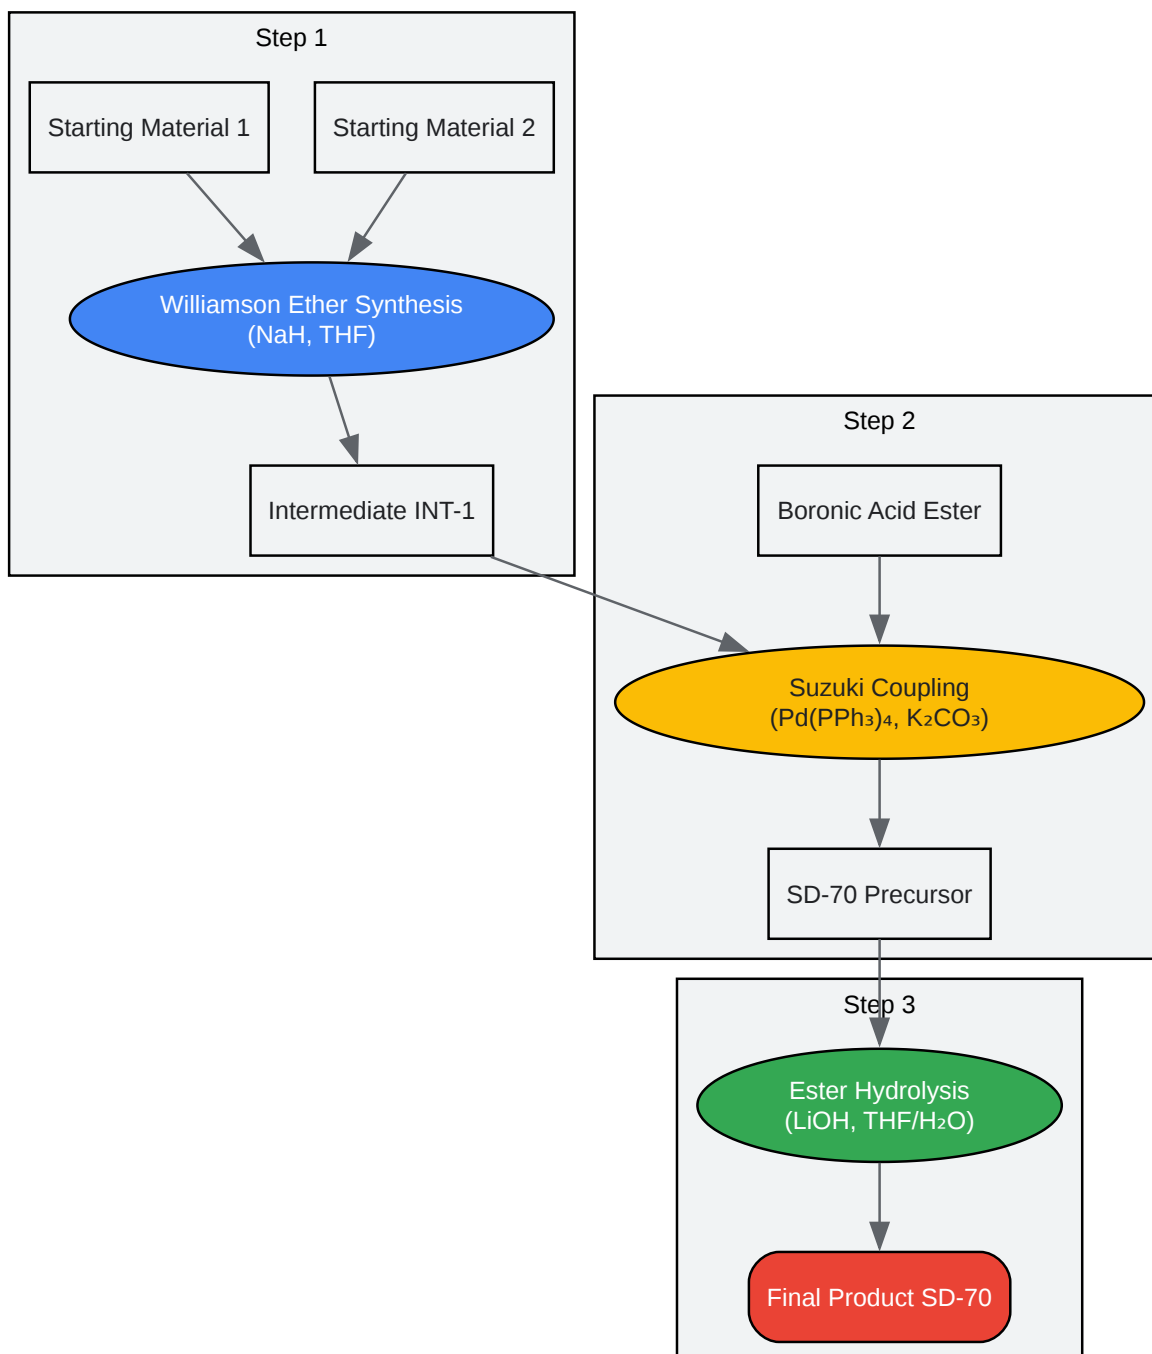 Step 1
Starting Material 1
Starting Material 2
Williamson Ether Synthesis
(NaH, THF)
Intermediate INT-1
Step 2
Boronic Acid Ester
Suzuki Coupling
(Pd(PPh₃)₄, K₂CO₃)
SD-70 Precursor
Step 3
Ester Hydrolysis
(LiOH, THF/H₂O)
Final Product SD-70